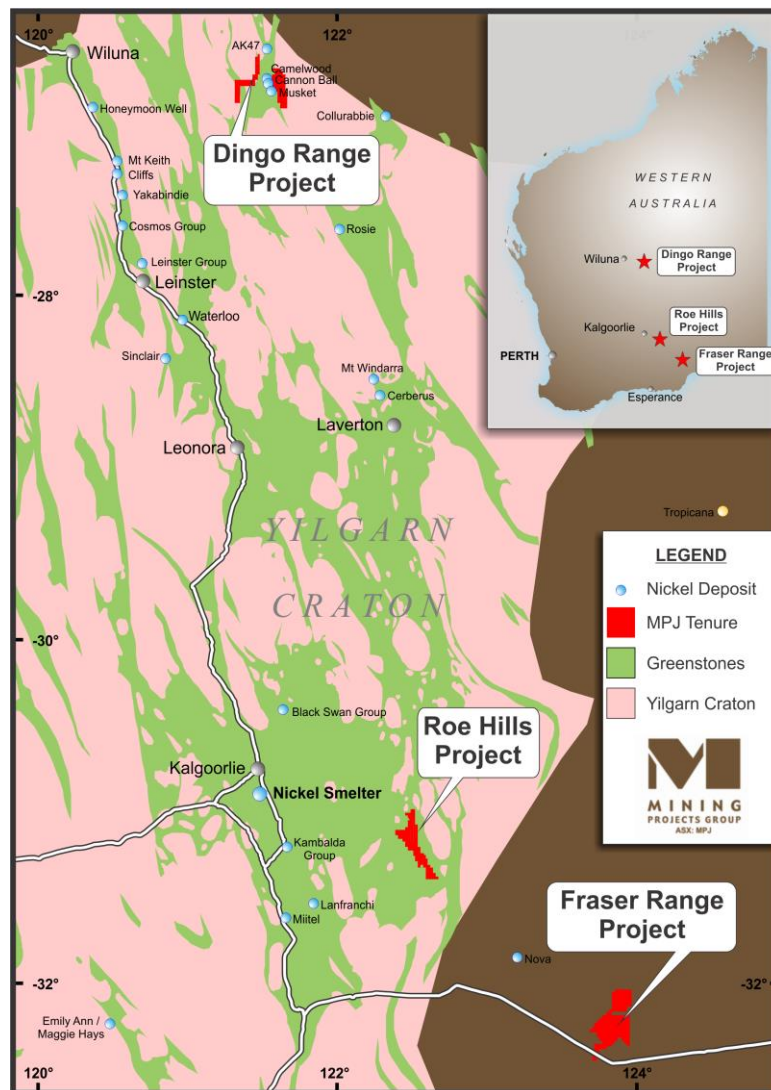 120°
122°
Wiluna
AK47
Camelwood
Cannon Ball
Musket
Honeymoon Well
Collurabbie
Dingo Range
Project
Mt Keith
Cliffs
Yakabindie
Cosmos Group
Rosie
Leinster Group
-28°
Leinster
Waterloo
Sinclair
Mt Windarra
Cerberus
Laverton
Leonora
YILGARN
CRATON
Tropicana
-30°
Black Swan Group
Roe Hills
Project
Kalgoorlie
Nickel Smelter
Kambalda
Group
Lanfranchi
Miitel
Fraser Range
Project
Nova
-32°
-32°
Emily Ann /
Maggie Hays
120°
122°
124°
WESTERN
AUSTRALIA
Wiluna
Dingo Range
Project
Kalgoorlie
Roe Hills
Project
PERTH
Fraser Range
Project
Esperance
LEGEND
Nickel Deposit
MPJ Tenure
Greenstones
Yilgarn Craton
M
MINING
PROJECTS GROUP
ASX: MPJ